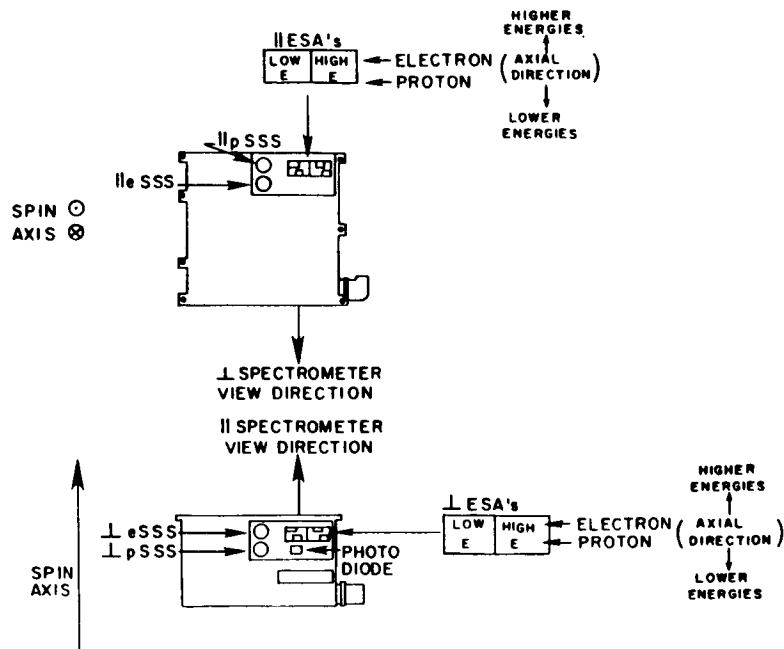 HIGHER
ENERGIES
||ESA's
LOW HIGH
E E
ELECTRON
PROTON
(AXIAL
DIRECTION)
LOWER
ENERGIES
||p SSS
||e SSS
SPIN ⊙
AXIS ⊗
⊥ SPECTROMETER
VIEW DIRECTION
|| SPECTROMETER
VIEW DIRECTION
HIGHER
ENERGIES
⊥ ESA's
LOW HIGH
E E
ELECTRON
PROTON
(AXIAL
DIRECTION)
LOWER
ENERGIES
⊥ eSSS
⊥ pSSS
PHOTO
DIODE
SPIN
AXIS